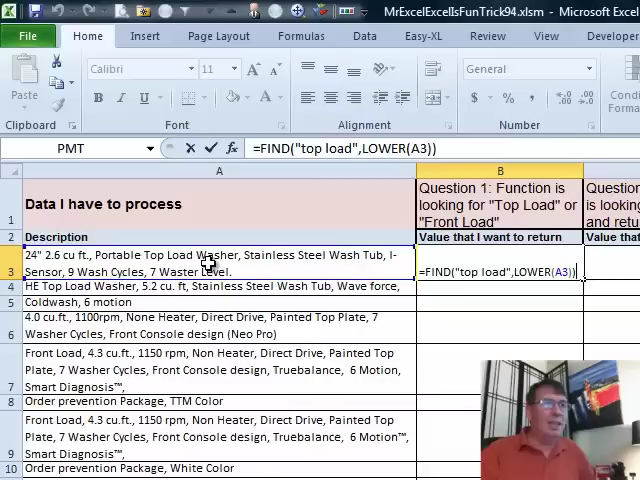 MrExcelExcelIsFunTrick94.xlsm - Microsoft Excel
File Home Insert Page Layout Formulas Data Easy-XL Review View Developer
Paste
Calibri 11 General
B I U $ % ,
Clipboard Font Alignment Number
PMT =FIND("top load",LOWER(A3))
A B
1 Data I have to process
Question 1: Function is
looking for "Top Load" or
"Front Load"
Question
is looking
and return
2 Description Value that I want to return Value that
3 24" 2.6 cu ft., Portable Top Load Washer, Stainless Steel Wash Tub, I-
Sensor, 9 Wash Cycles, 7 Waster Level. =FIND("top load",LOWER(A3))
4 HE Top Load Washer, 5.2 cu. ft, Stainless Steel Wash Tub, Wave force,
5 Coldwash, 6 motion
6 4.0 cu.ft., 1100rpm, None Heater, Direct Drive, Painted Top Plate, 7
Washer Cycles, Front Console design (Neo Pro)
7 Front Load, 4.3 cu.ft., 1150 rpm, Non Heater, Direct Drive, Painted Top
Plate, 7 Washer Cycles, Front Console design, Truebalance, 6 Motion,
Smart Diagnosis™,
8 Order prevention Package, TTM Color
9 Front Load, 4.3 cu.ft., 1150 rpm, Non Heater, Direct Drive, Painted Top
Plate, 7 Washer Cycles, Front Console design, Truebalance, 6 Motion™,
Smart Diagnosis™,
10 Order prevention Package, White Color